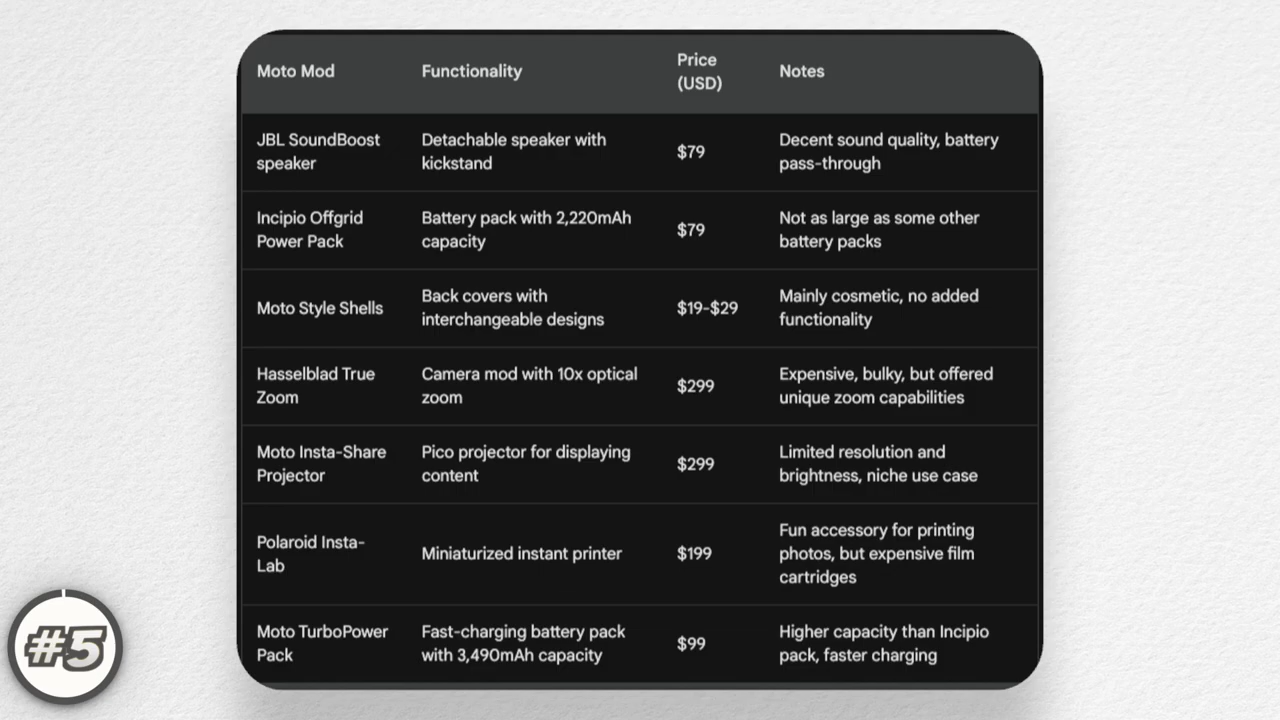 Moto Mod
Functionality
Price
(USD)
Notes
JBL SoundBoost
speaker
Detachable speaker with
kickstand
$79
Decent sound quality, battery
pass-through
Incipio Offgrid
Power Pack
Battery pack with 2,220mAh
capacity
$79
Not as large as some other
battery packs
Moto Style Shells
Back covers with
interchangeable designs
$19-$29
Mainly cosmetic, no added
functionality
Hasselblad True
Zoom
Camera mod with 10x optical
zoom
$299
Expensive, bulky, but offered
unique zoom capabilities
Moto Insta-Share
Projector
Pico projector for displaying
content
$299
Limited resolution and
brightness, niche use case
Polaroid Insta-
Lab
Miniaturized instant printer
$199
Fun accessory for printing
photos, but expensive film
cartridges
Moto TurboPower
Pack
Fast-charging battery pack
with 3,490mAh capacity
$99
Higher capacity than Incipio
pack, faster charging
#5